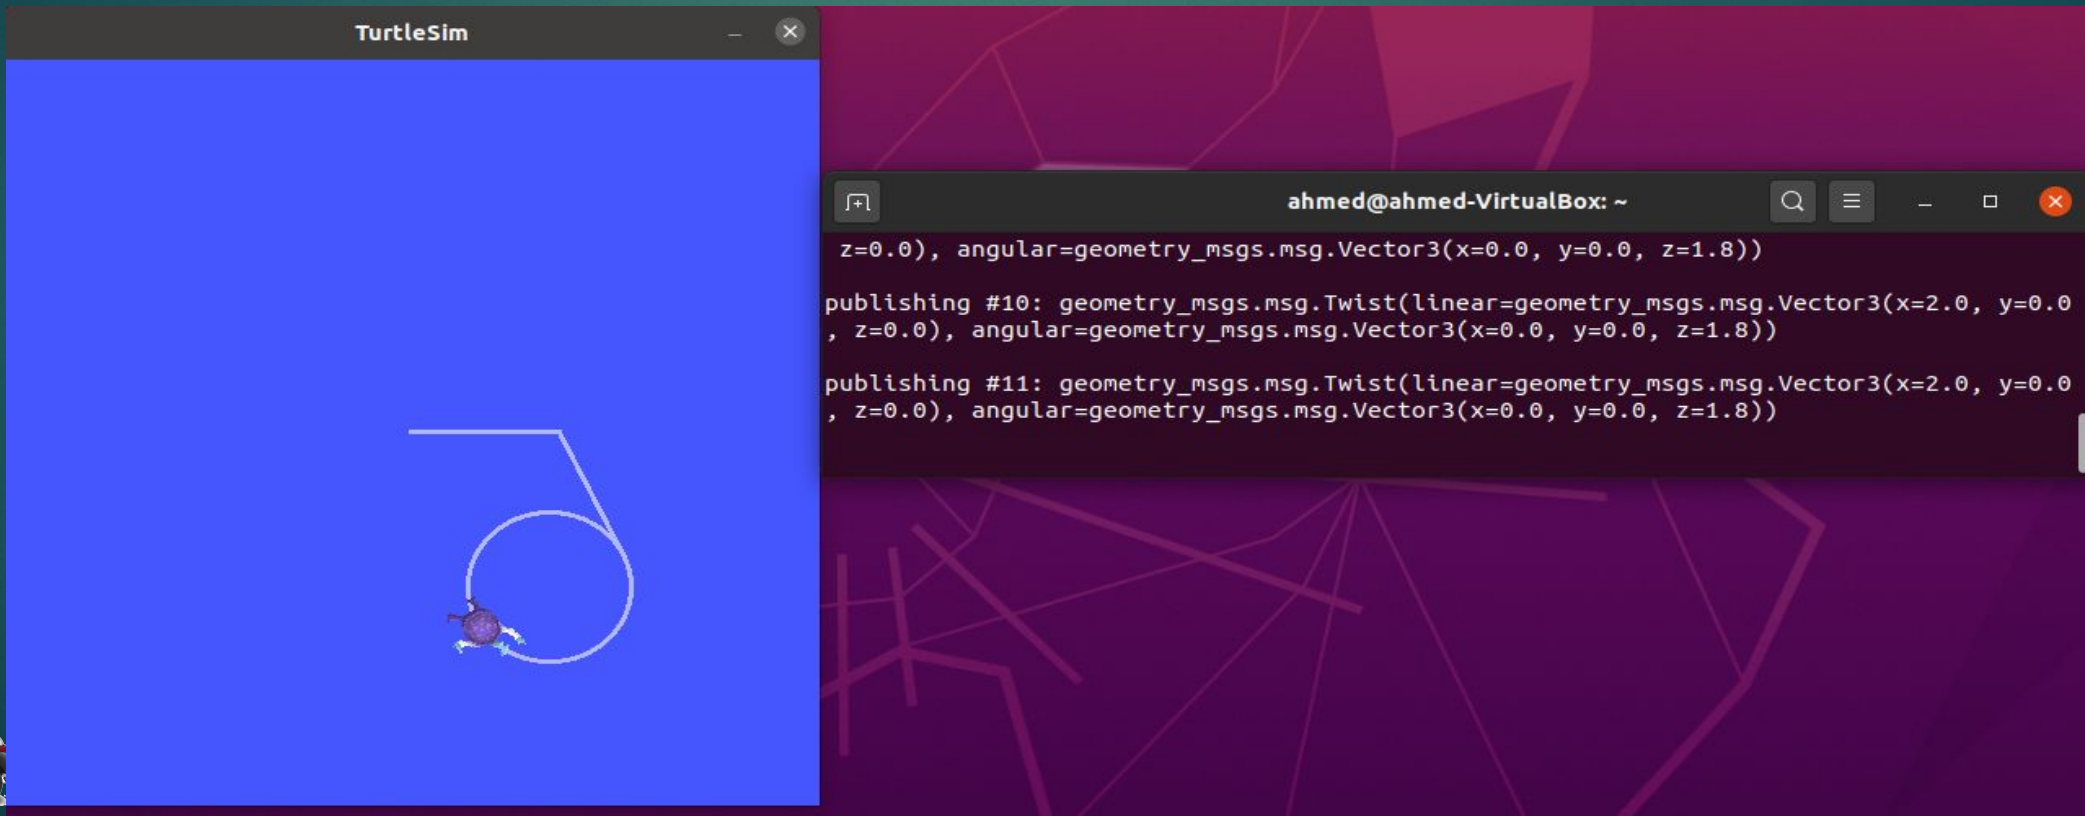 TurtleSim
ahmed@ahmed-VirtualBox: ~
z=0.0), angular=geometry_msgs.msg.Vector3(x=0.0, y=0.0, z=1.8))
publishing #10: geometry_msgs.msg.Twist(linear=geometry_msgs.msg.Vector3(x=2.0, y=0.0
, z=0.0), angular=geometry_msgs.msg.Vector3(x=0.0, y=0.0, z=1.8))
publishing #11: geometry_msgs.msg.Twist(linear=geometry_msgs.msg.Vector3(x=2.0, y=0.0
, z=0.0), angular=geometry_msgs.msg.Vector3(x=0.0, y=0.0, z=1.8))